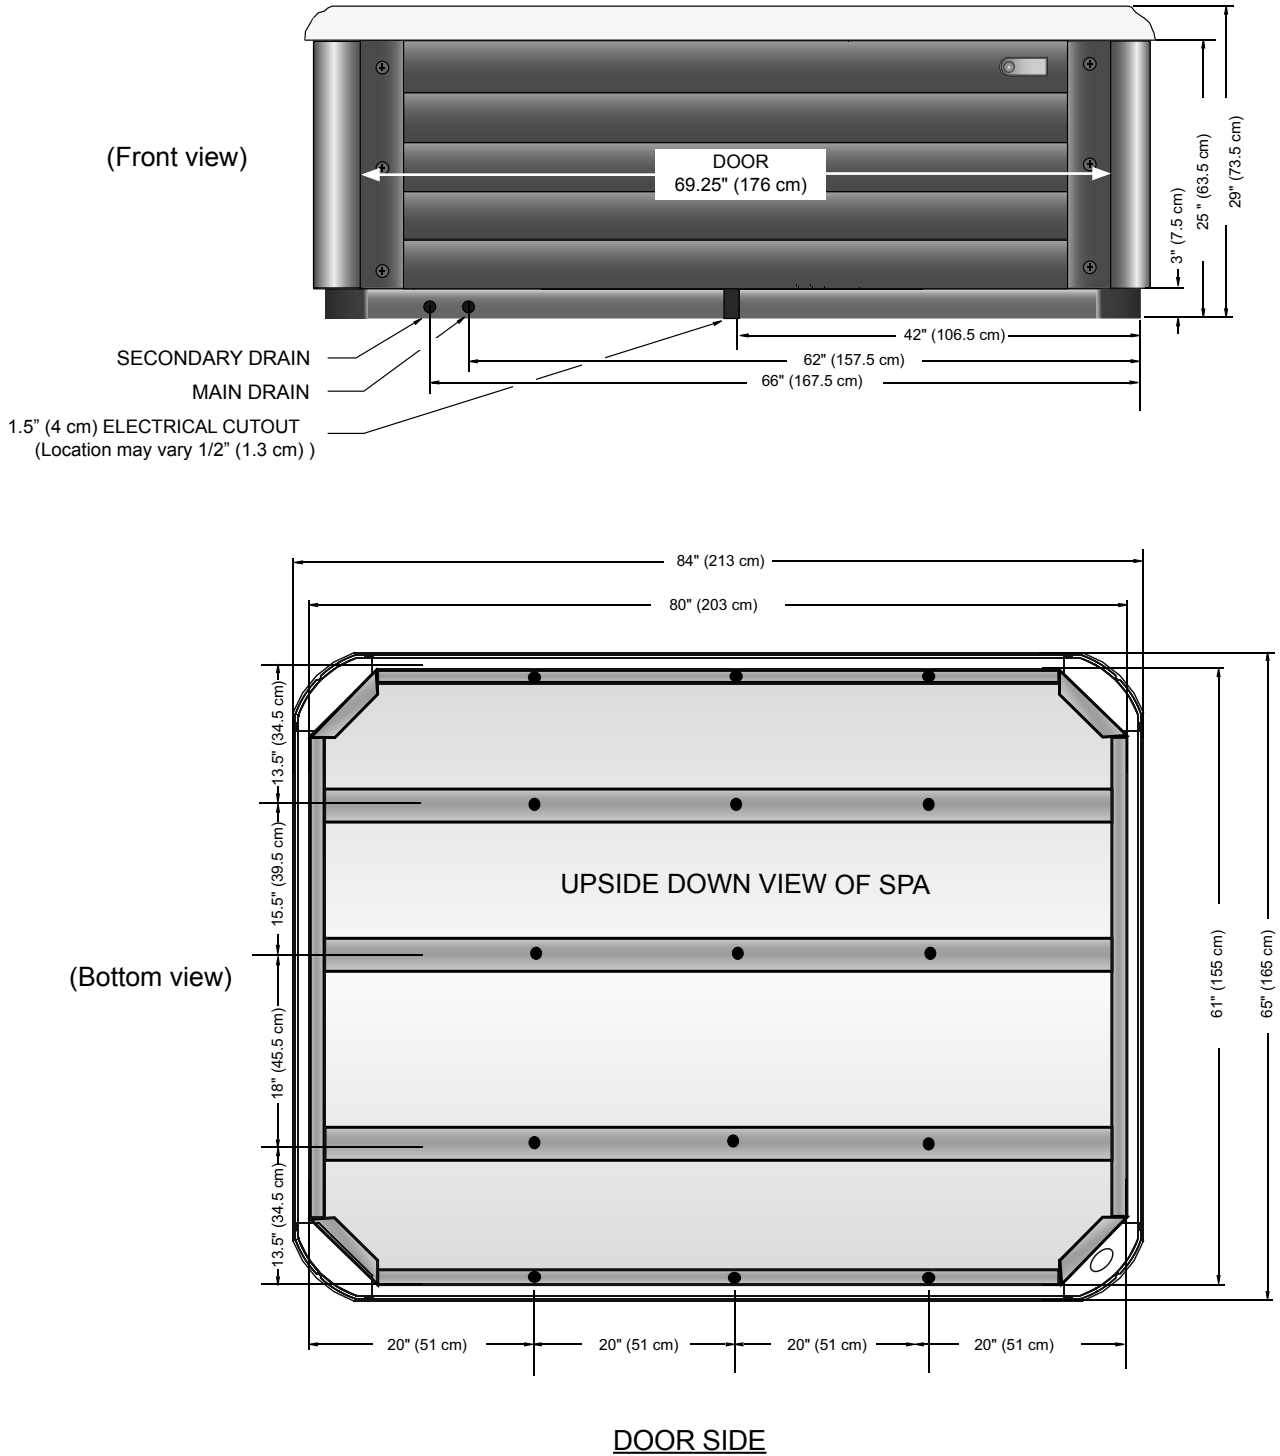 (Front view)
DOOR
69.25" (176 cm)
3" (7.5 cm)
25 " (63.5 cm)
29" (73.5 cm)
42" (106.5 cm)
62" (157.5 cm)
66" (167.5 cm)
SECONDARY DRAIN
MAIN DRAIN
1.5” (4 cm) ELECTRICAL CUTOUT
(Location may vary 1/2” (1.3 cm) )
84" (213 cm)
80" (203 cm)
13.5" (34.5 cm)
15.5" (39.5 cm)
18" (45.5 cm)
13.5" (34.5 cm)
UPSIDE DOWN VIEW OF SPA
(Bottom view)
61" (155 cm)
65" (165 cm)
20" (51 cm)
20" (51 cm)
20" (51 cm)
20" (51 cm)
DOOR SIDE